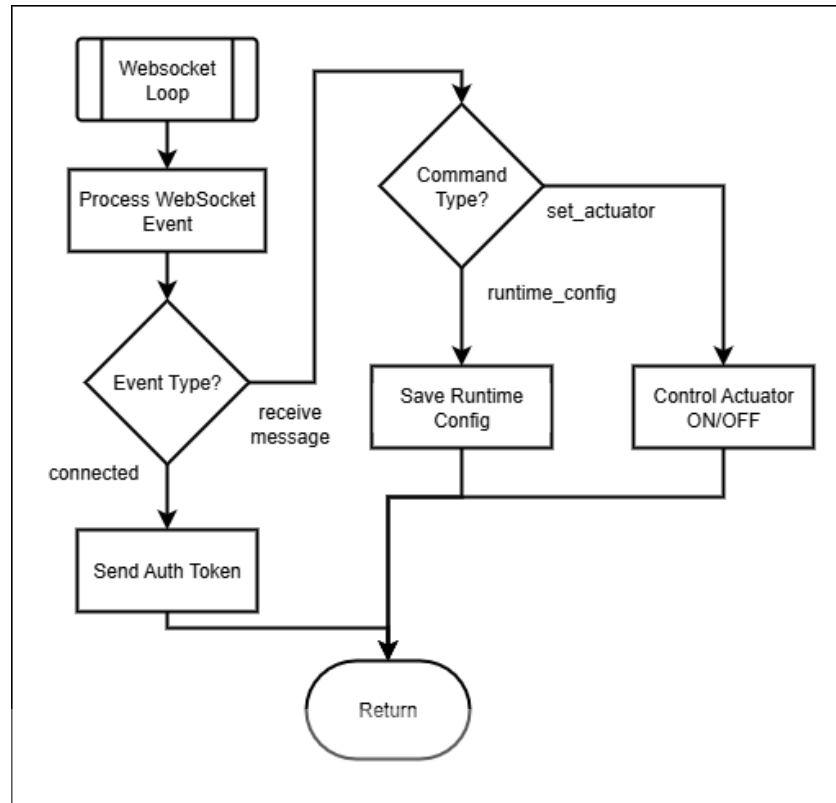 Websocket
Loop
Process WebSocket
Event
Event Type?
connected
receive
message
Send Auth Token
Command
Type?
set_actuator
runtime_config
Save Runtime
Config
Control Actuator
ON/OFF
Return